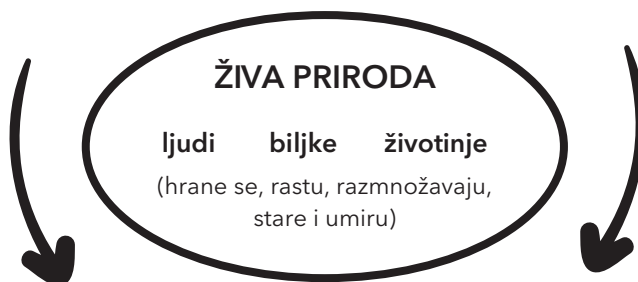 ŽIVA PRIRODA
ljudi biljke životinje
(hrane se, rastu, razmnožavaju,
stare i umiru)